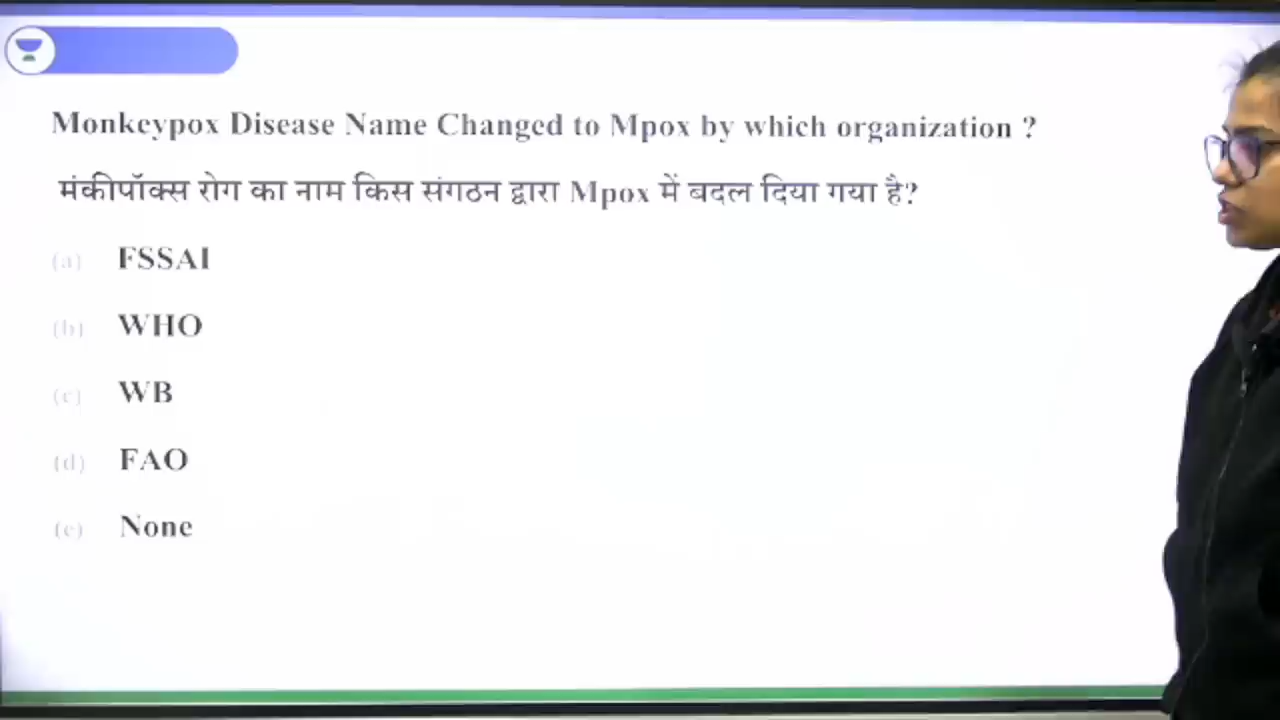 Monkeypox Disease Name Changed to Mpox by which organization ?
मंकीपॉक्स रोग का नाम किस संगठन द्वारा Mpox में बदल दिया गया है?
(a) FSSAI
(b) WHO
(c) WB
(d) FAO
(e) None